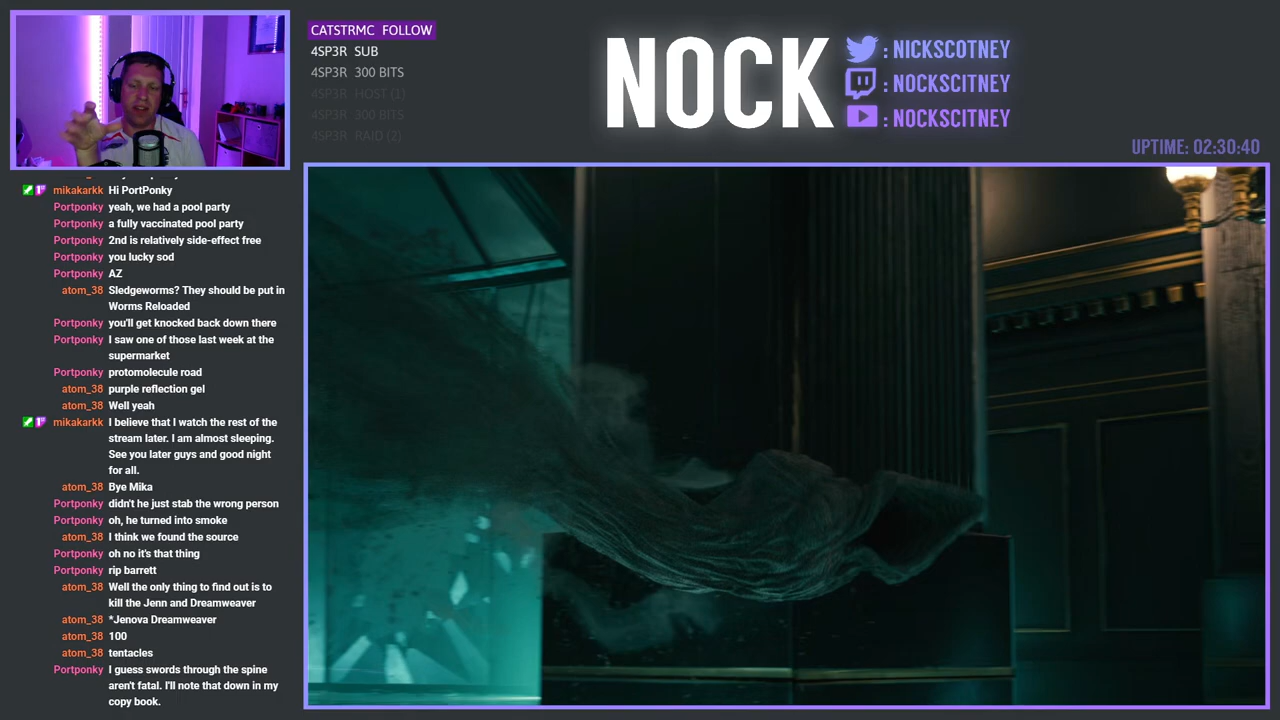 CATSTRMC FOLLOW
4SP3R SUB
4SP3R 300 BITS
4SP3R HOST (1)
4SP3R 300 BITS
4SP3R RAID (2)
NOCK
: NICKSCOTNEY
: NOCKSCITNEY
: NOCKSCITNEY
UPTIME: 02:30:40
mikakarkk Hi PortPonky
Portponky yeah, we had a pool party
Portponky a fully vaccinated pool party
Portponky 2nd is relatively side-effect free
Portponky you lucky sod
Portponky AZ
atom_38 Sledgeworms? They should be put in
Worms Reloaded
Portponky you'll get knocked back down there
Portponky I saw one of those last week at the
supermarket
Portponky protomolecule road
atom_38 purple reflection gel
atom_38 Well yeah
mikakarkk I believe that I watch the rest of the
stream later. I am almost sleeping.
See you later guys and good night
for all.
atom_38 Bye Mika
Portponky didn't he just stab the wrong person
Portponky oh, he turned into smoke
atom_38 I think we found the source
Portponky oh no it's that thing
Portponky rip barrett
atom_38 Well the only thing to find out is to
kill the Jenn and Dreamweaver
atom_38 *Jenova Dreamweaver
atom_38 100
atom_38 tentacles
Portponky I guess swords through the spine
aren't fatal. I'll note that down in my
copy book.